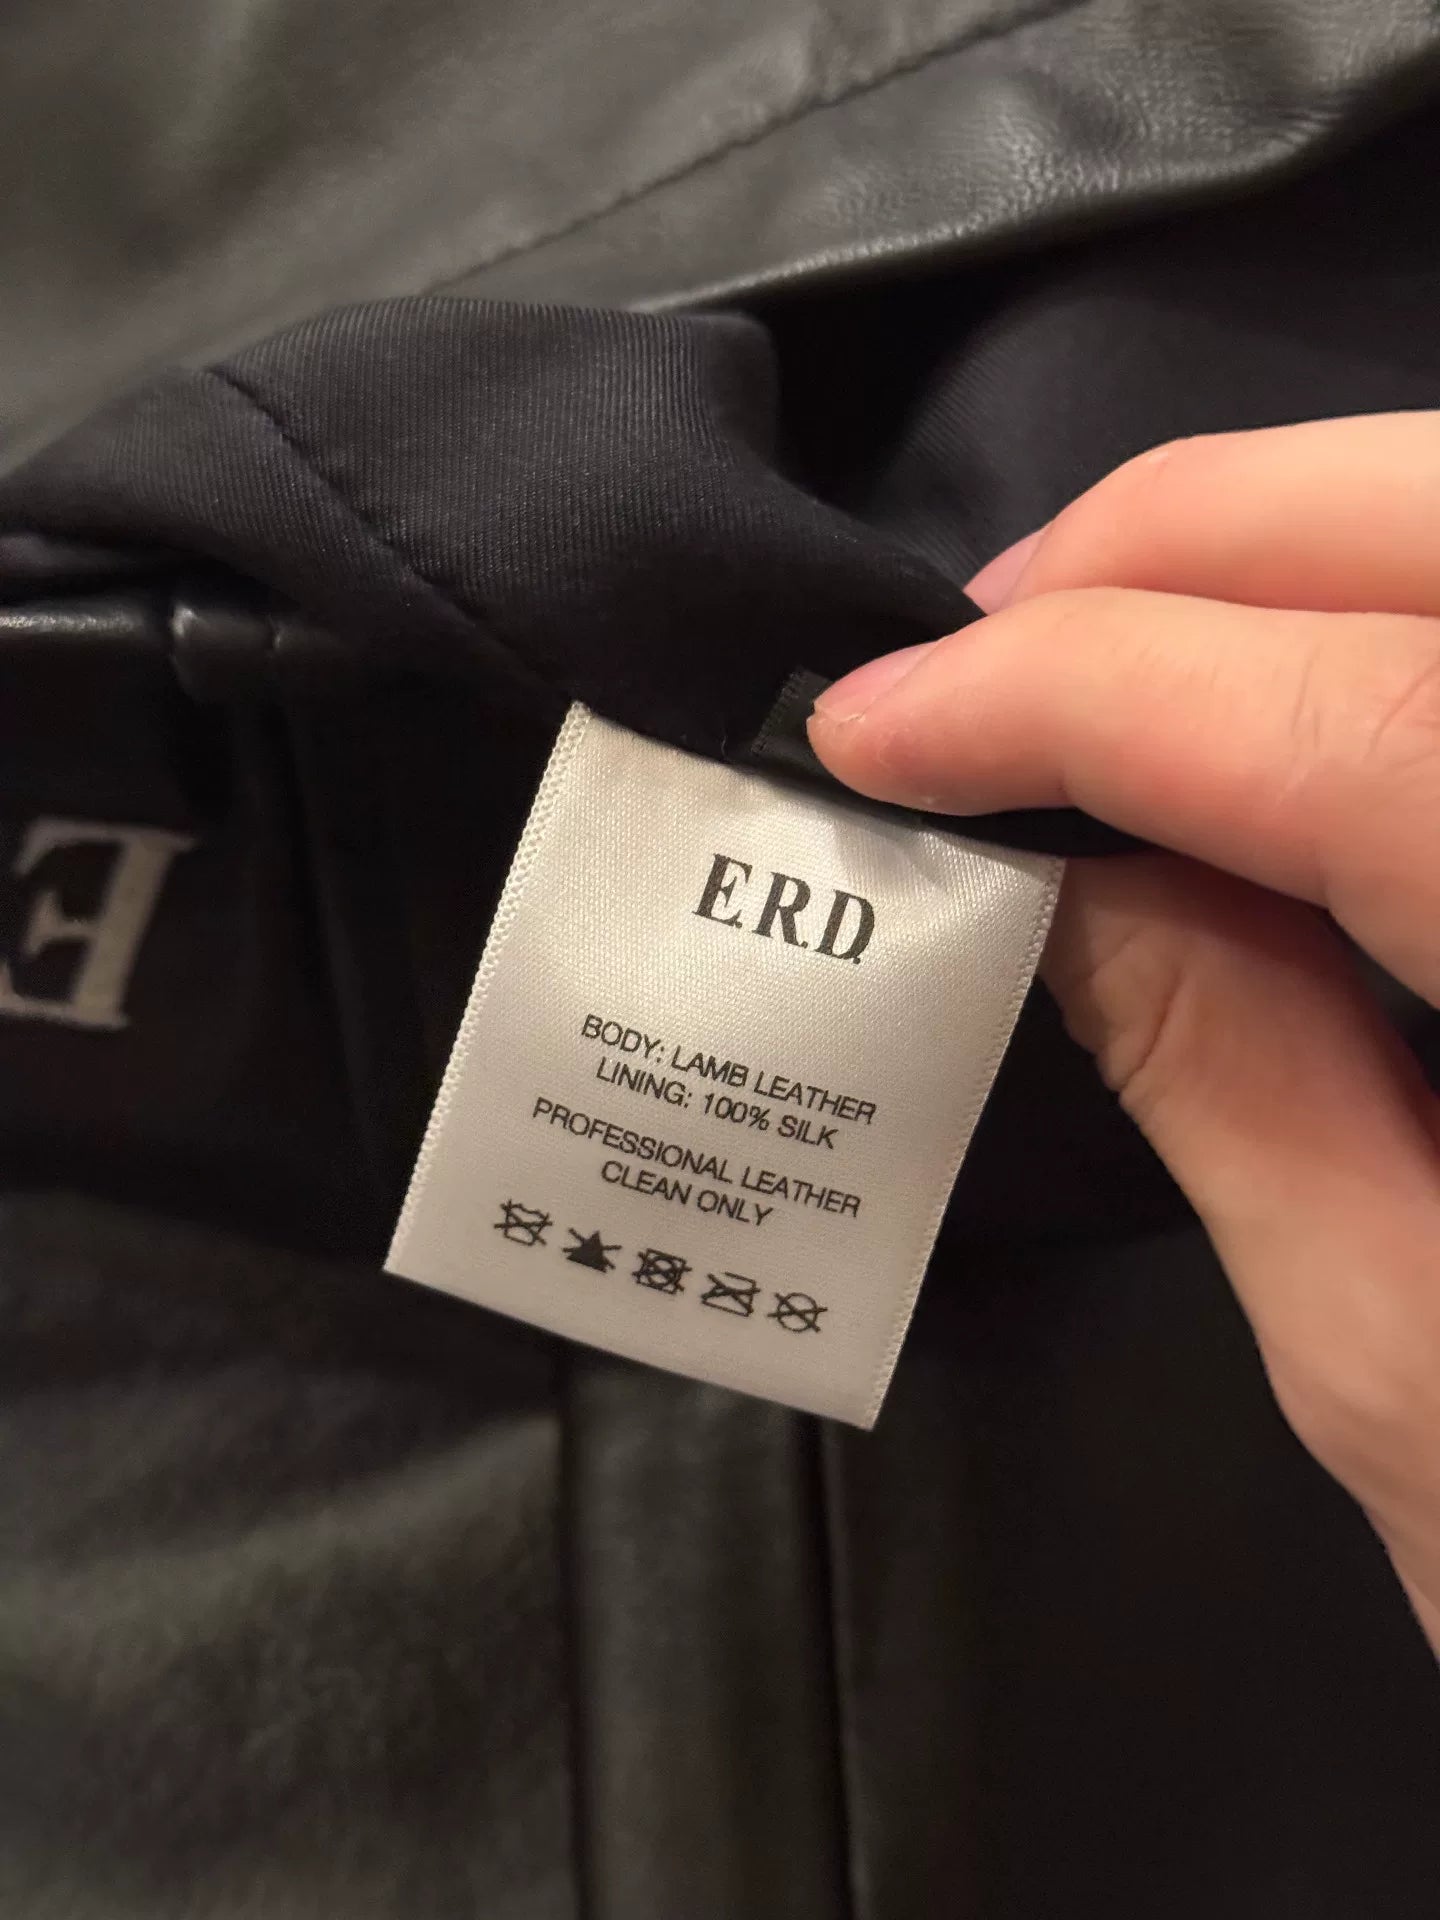 E
E.R.D.
BODY: LAMB LEATHER
LINING: 100% SILK
PROFESSIONAL LEATHER
CLEAN ONLY